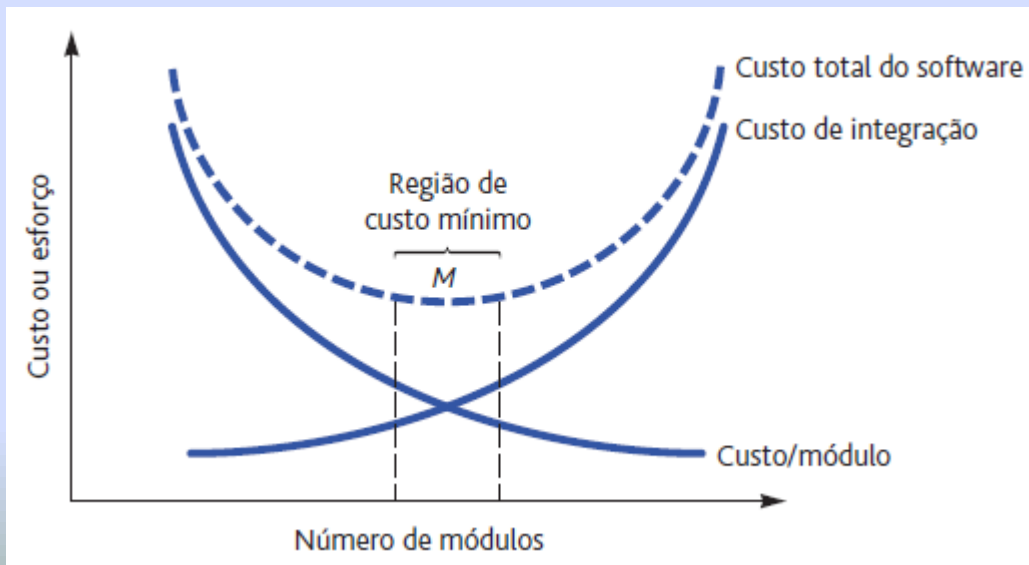 Custo total do software
Custo de integração
Região de
custo mínimo
M
Custo ou esforço
Custo/módulo
Número de módulos